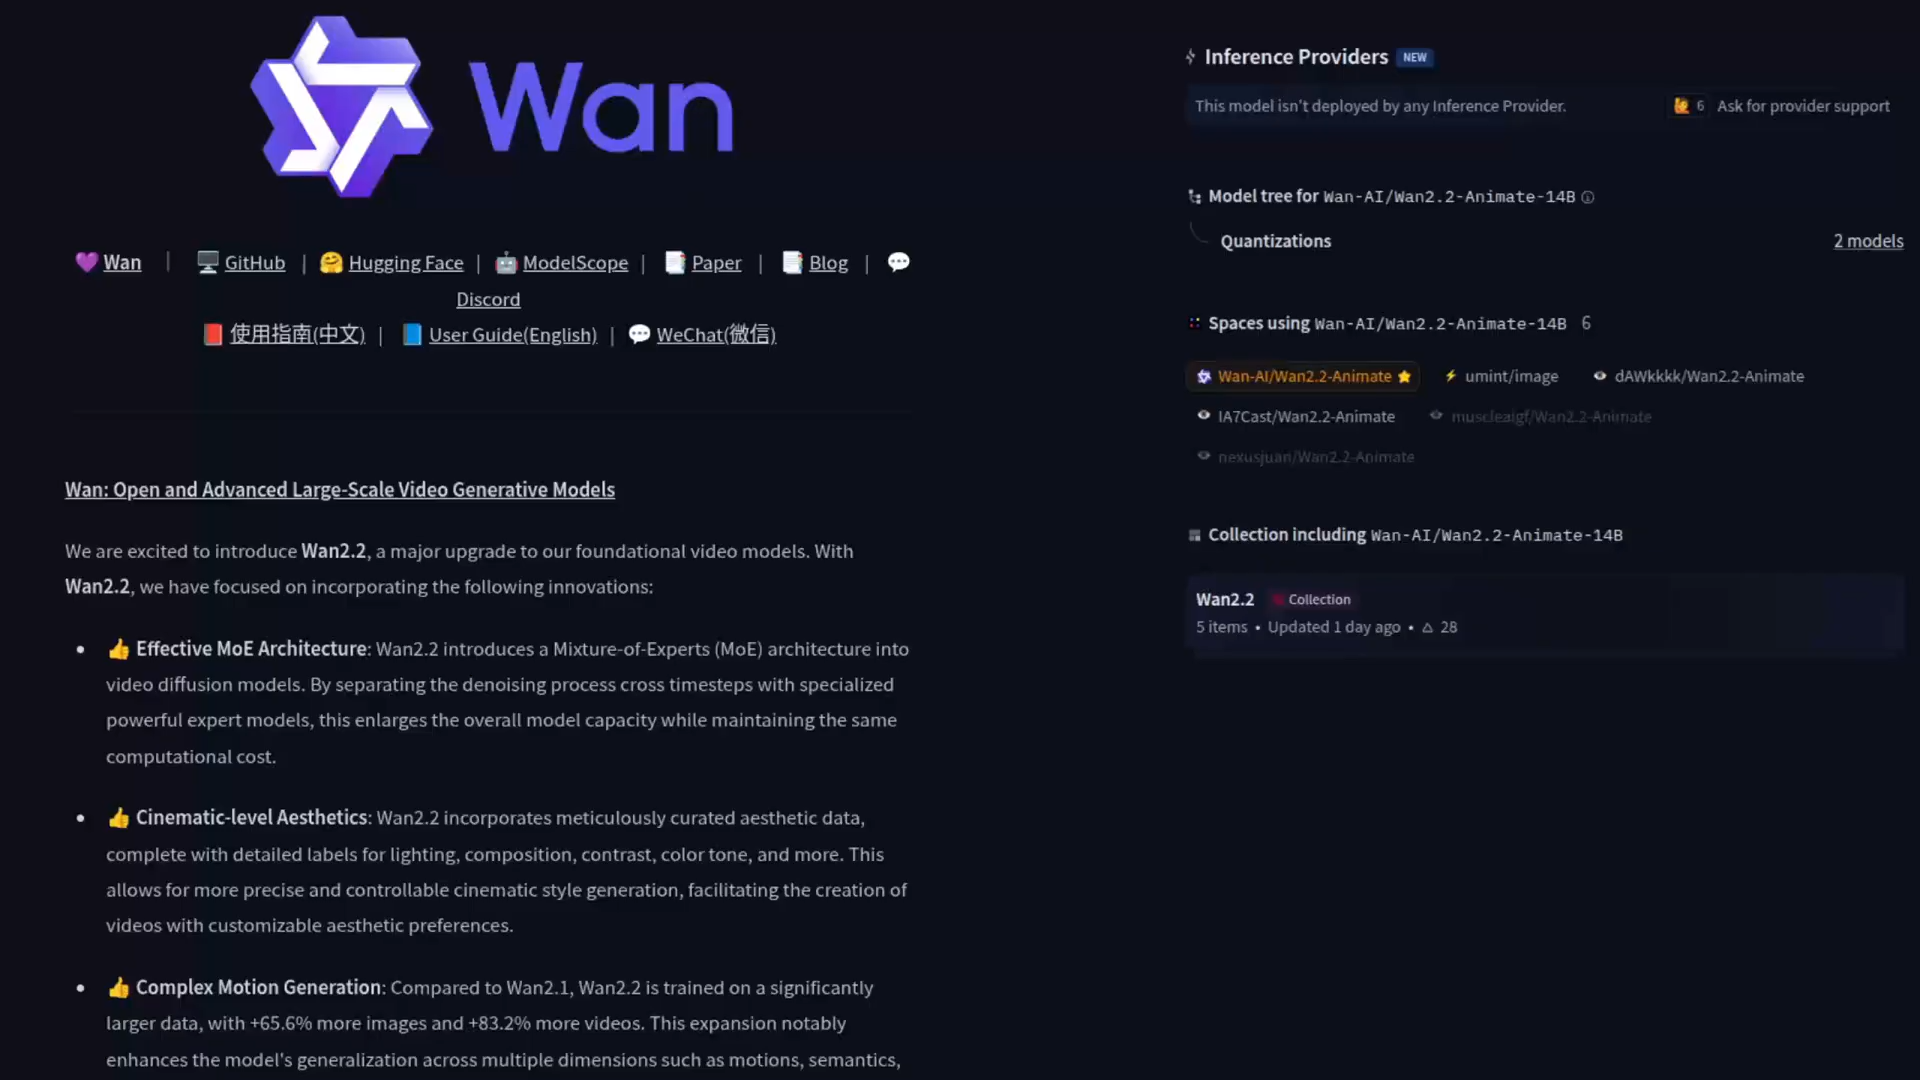 Wan
Wan | GitHub | Hugging Face | ModelScope | Paper | Blog |
Discord
使用指南(中文) | User Guide(English) | WeChat(微信)
Wan: Open and Advanced Large-Scale Video Generative Models
We are excited to introduce Wan2.2, a major upgrade to our foundational video models. With
Wan2.2, we have focused on incorporating the following innovations:
• 👍 Effective MoE Architecture: Wan2.2 introduces a Mixture-of-Experts (MoE) architecture into
video diffusion models. By separating the denoising process cross timesteps with specialized
powerful expert models, this enlarges the overall model capacity while maintaining the same
computational cost.
• 👍 Cinematic-level Aesthetics: Wan2.2 incorporates meticulously curated aesthetic data,
complete with detailed labels for lighting, composition, contrast, color tone, and more. This
allows for more precise and controllable cinematic style generation, facilitating the creation of
videos with customizable aesthetic preferences.
• 👍 Complex Motion Generation: Compared to Wan2.1, Wan2.2 is trained on a significantly
larger data, with +65.6% more images and +83.2% more videos. This expansion notably
enhances the model's generalization across multiple dimensions such as motions, semantics,
Inference Providers NEW
This model isn't deployed by any Inference Provider. 6 Ask for provider support
Model tree for Wan-AI/Wan2.2-Animate-14B
Quantizations 2 models
Spaces using Wan-AI/Wan2.2-Animate-14B 6
Wan-AI/Wan2.2-Animate umint/image dAWkkkk/Wan2.2-Animate
IA7Cast/Wan2.2-Animate muscleaigf/Wan2.2-Animate
nexusjuan/Wan2.2-Animate
Collection including Wan-AI/Wan2.2-Animate-14B
Wan2.2 Collection
5 items • Updated 1 day ago • 28